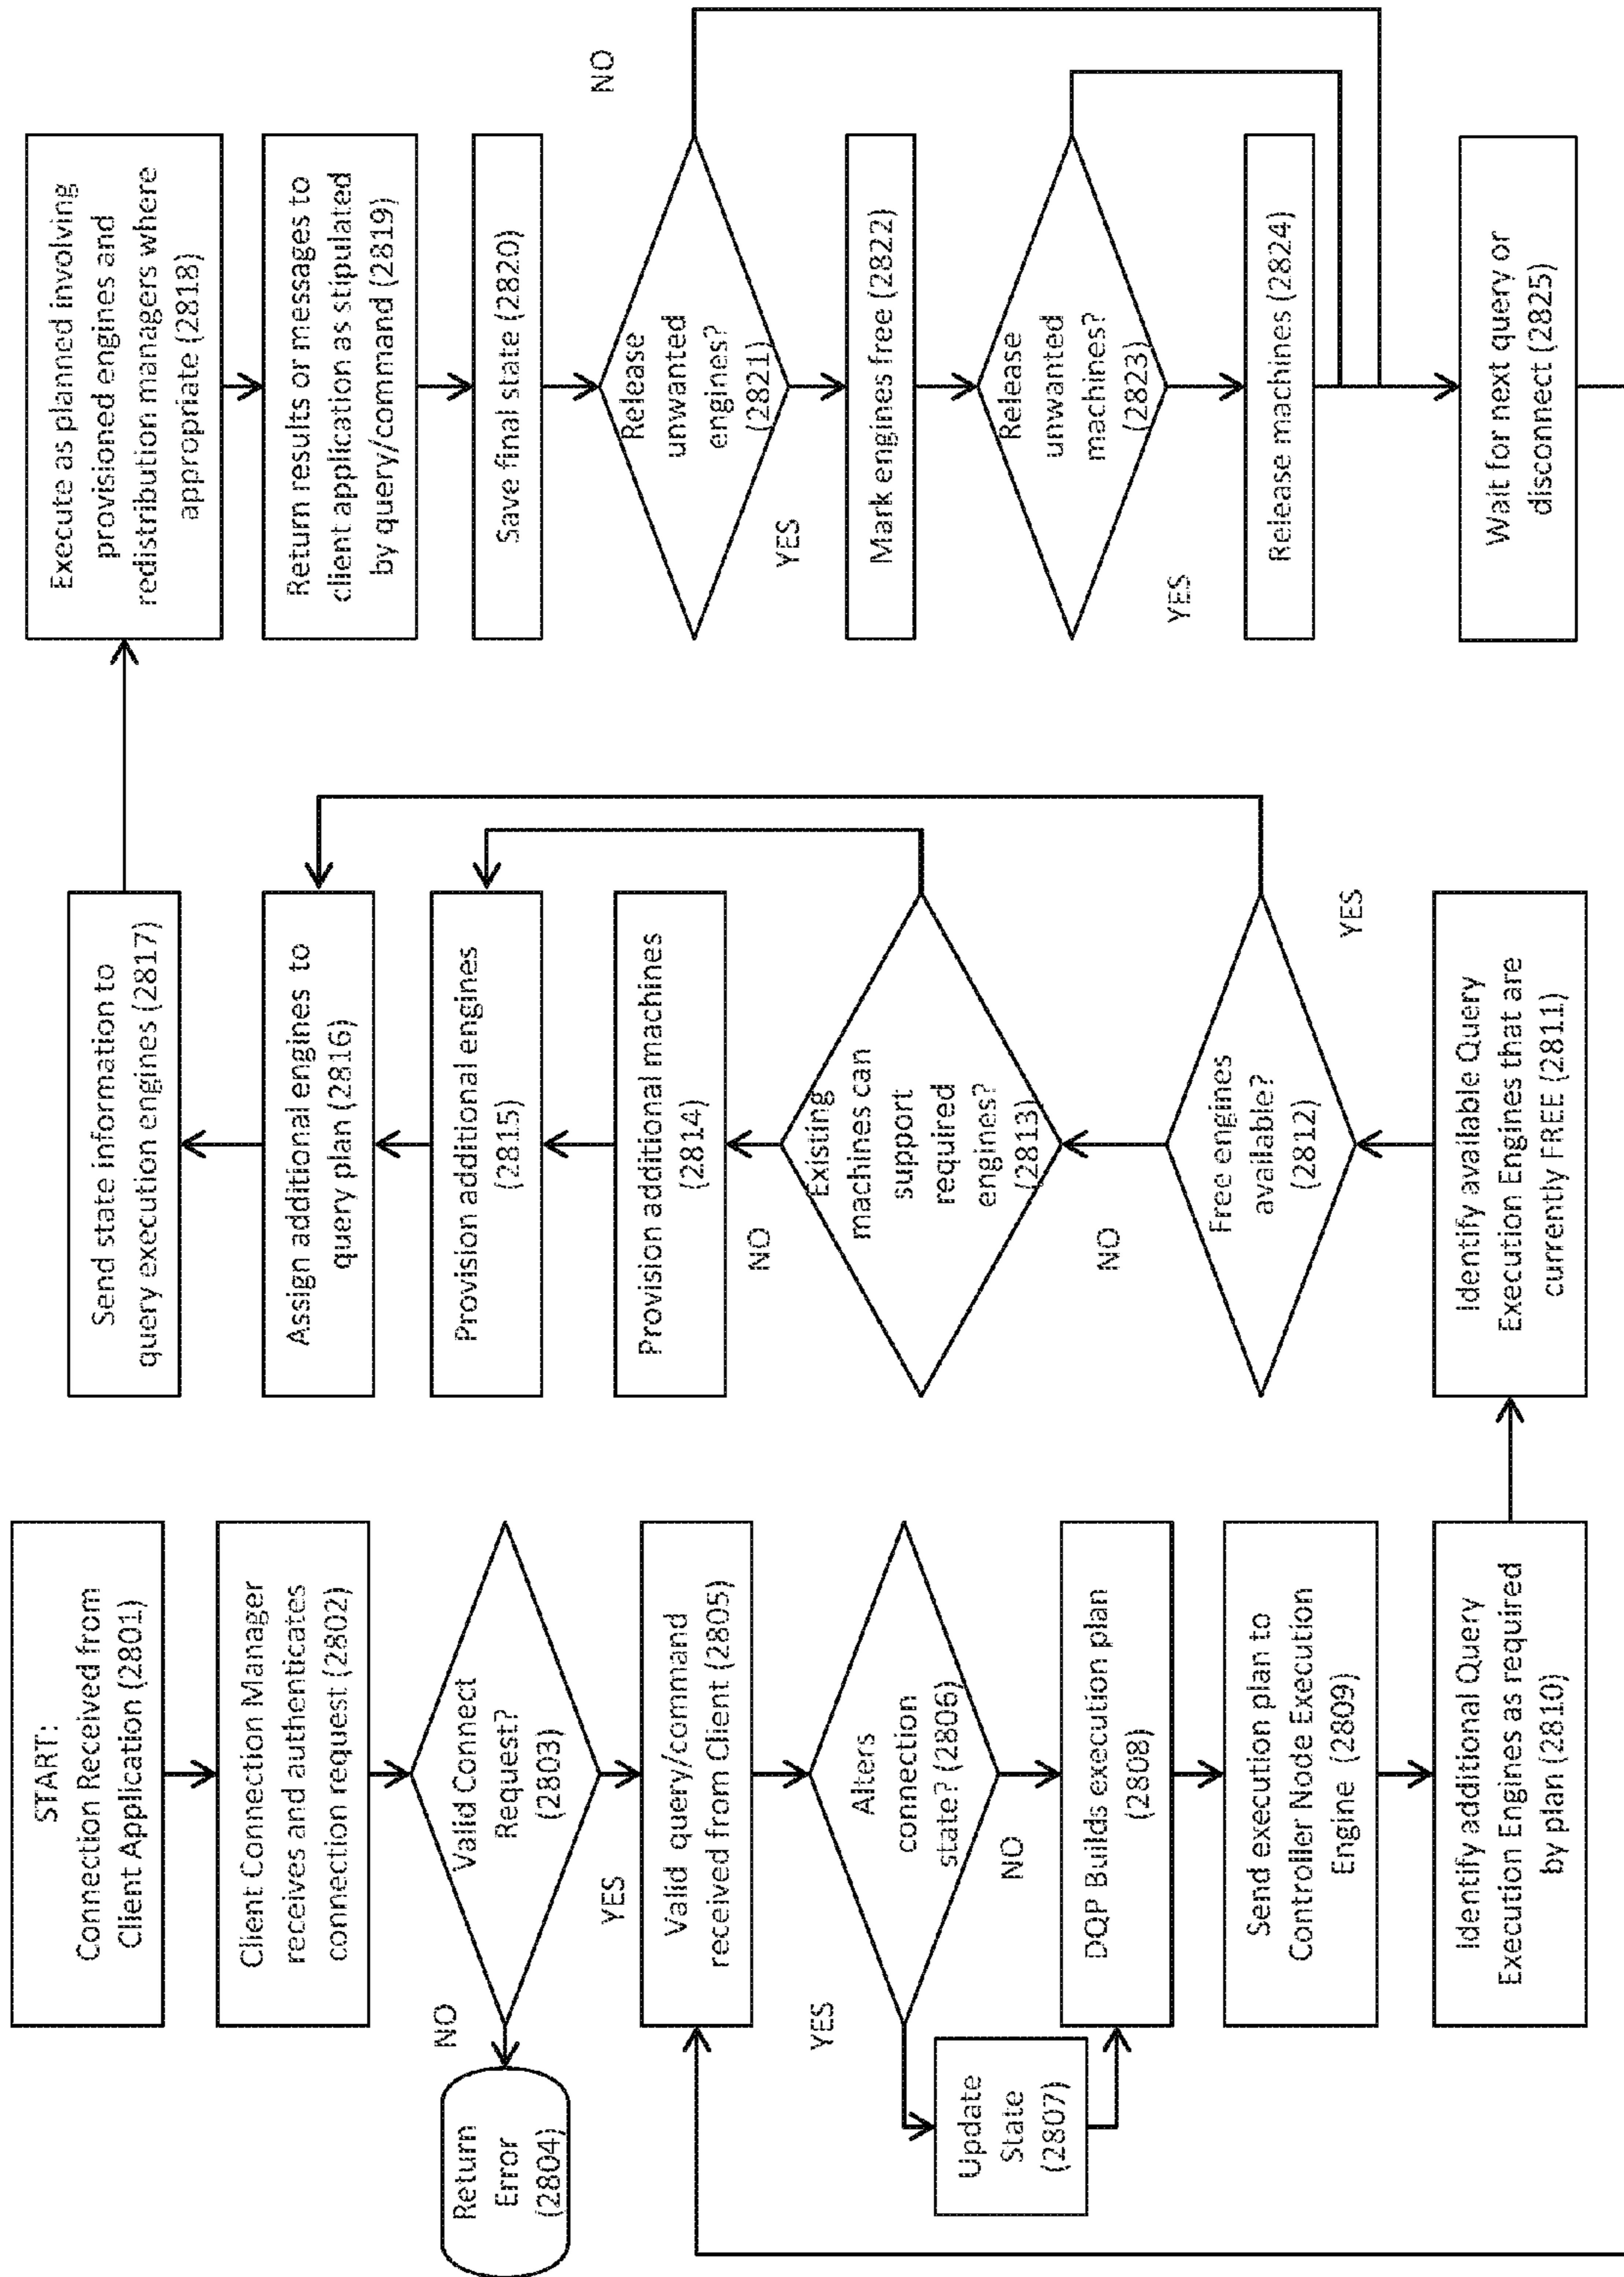 START:
Connection Received from
Client Application (2801)
Client Connection Manager
receives and authenticates
connection request (2802)
Valid Connect
Request?
(2803)
NO
Return
Error
(2804)
YES
Valid query/command
received from Client (2805)
Alters
connection
state? (2806)
YES
Update
State
(2807)
NO
DQP Builds execution plan
(2808)
Send execution plan to
Controller Node Execution
Engine (2809)
Identify additional Query
Execution Engines as required
by plan (2810)
Identify available Query
Execution Engines that are
currently FREE (2811)
Free engines
available?
(2812)
YES
NO
Existing
machines can
support
required
engines?
(2813)
NO
Provision additional machines
(2814)
Provision additional engines
(2815)
Assign additional engines to
query plan (2816)
Send state information to
query execution engines (2817)
Execute as planned involving
provisioned engines and
redistribution managers where
appropriate (2818)
Return results or messages to
client application as stipulated
by query/command (2819)
Save final state (2820)
Release
unwanted
engines?
(2821)
NO
YES
Mark engines free (2822)
Release
unwanted
machines?
(2823)
YES
Release machines (2824)
Wait for next query or
disconnect (2825)